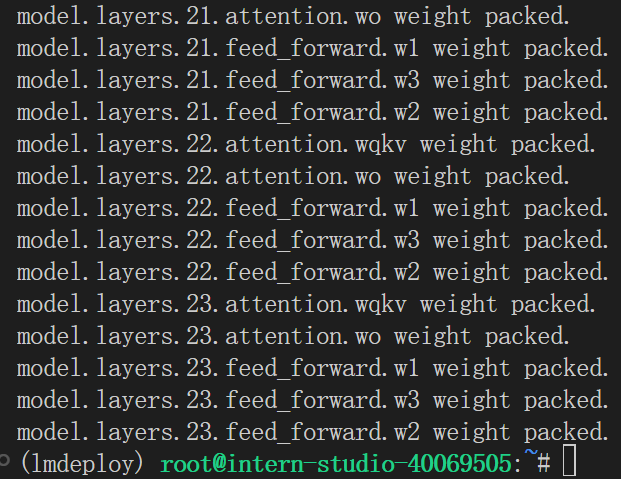 model.layers.21.attention.wo weight packed.
model.layers.21.feed_forward.w1 weight packed.
model.layers.21.feed_forward.w3 weight packed.
model.layers.21.feed_forward.w2 weight packed.
model.layers.22.attention.wqkv weight packed.
model.layers.22.attention.wo weight packed.
model.layers.22.feed_forward.w1 weight packed.
model.layers.22.feed_forward.w3 weight packed.
model.layers.22.feed_forward.w2 weight packed.
model.layers.23.attention.wqkv weight packed.
model.layers.23.attention.wo weight packed.
model.layers.23.feed_forward.w1 weight packed.
model.layers.23.feed_forward.w3 weight packed.
model.layers.23.feed_forward.w2 weight packed.
(lmdeploy) root@intern-studio-40069505:~#